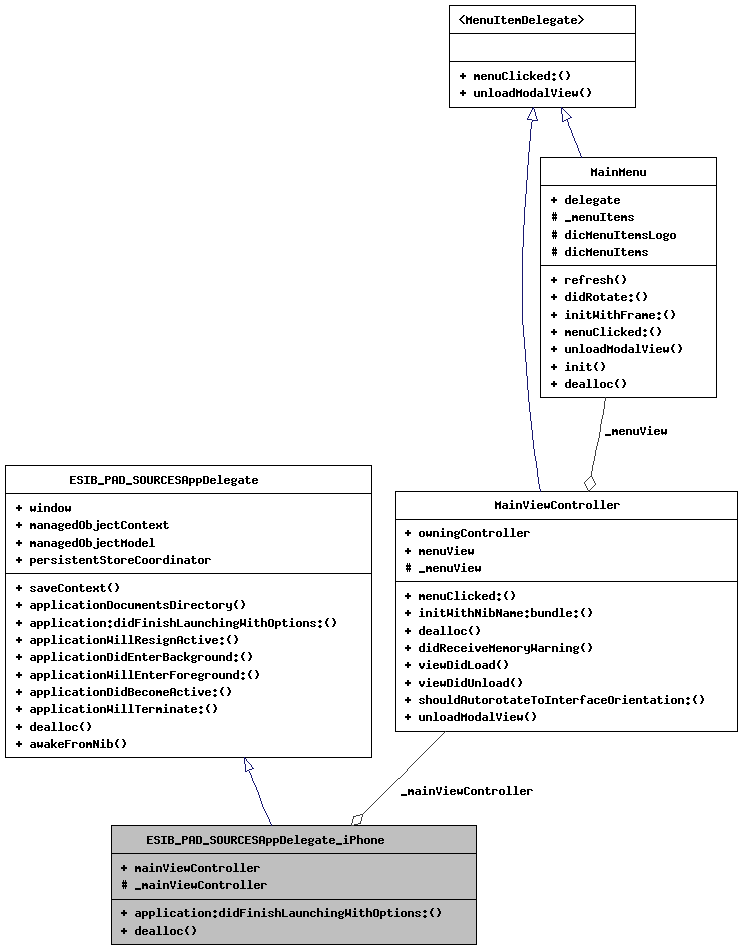 <MenuItemDelegate>
+ menuClicked:()
+ unloadModalView()
MainMenu
+ delegate
# _menuItems
# dicMenuItemsLogo
# dicMenuItems
+ refresh()
+ didRotate:()
+ initWithFrame:()
+ menuClicked:()
+ unloadModalView()
+ init()
+ dealloc()
_menuView
ESIB_PAD_SOURCESAppDelegate
+ window
+ managedObjectContext
+ managedObjectModel
+ persistentStoreCoordinator
+ saveContext()
+ applicationDocumentsDirectory()
+ application:didFinishLaunchingWithOptions:()
+ applicationWillResignActive:()
+ applicationDidEnterBackground:()
+ applicationWillEnterForeground:()
+ applicationDidBecomeActive:()
+ applicationWillTerminate:()
+ dealloc()
+ awakeFromNib()
MainViewController
+ owningController
+ menuView
# _menuView
+ menuClicked:()
+ initWithNibName:bundle:()
+ dealloc()
+ didReceiveMemoryWarning()
+ viewDidLoad()
+ viewDidUnload()
+ shouldAutorotateToInterfaceOrientation:()
+ unloadModalView()
_mainViewController
ESIB_PAD_SOURCESAppDelegate_iPhone
+ mainViewController
# _mainViewController
+ application:didFinishLaunchingWithOptions:()
+ dealloc()